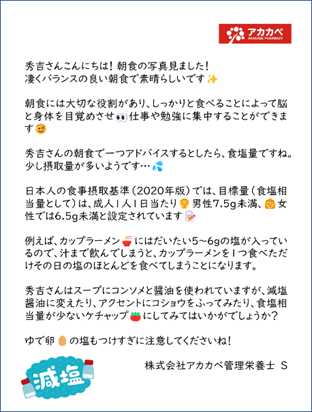 アカカベ
AKAKABE PHARMACY
秀吉さんこんにちは！ 朝食の写真見ました！
凄くバランスの良い朝食で素晴らしいです✨
朝食には大切な役割があり、しっかりと食べることによって脳
と身体を目覚めさせ👀仕事や勉強に集中することができま
す😊
秀吉さんの朝食で一つアドバイスするとしたら、食塩量ですね。
少し摂取量が多いようです…💦
日本人の食事摂取基準（2020年版）では、目標量（食塩相
当量として）は、成人1人1日当たり👨男性7.5g未満、👩女
性では6.5g未満と設定されています📝
例えば、カップラーメン🍜にはだいたい5～6gの塩が入ってい
るので、汁まで飲んでしまうと、カップラーメンを1つ食べただ
けでその日の塩のほとんどを食べてしまうことになります。
秀吉さんはスープにコンソメと醤油を使われていますが、減塩
醤油に変えたり、アクセントにコショウをふってみたり、食塩相
当量が少ないケチャップ🍅にしてみてはいかがでしょうか？
ゆで卵🥚の塩もつけすぎに注意してくださいね！
株式会社アカカベ管理栄養士 S
減塩